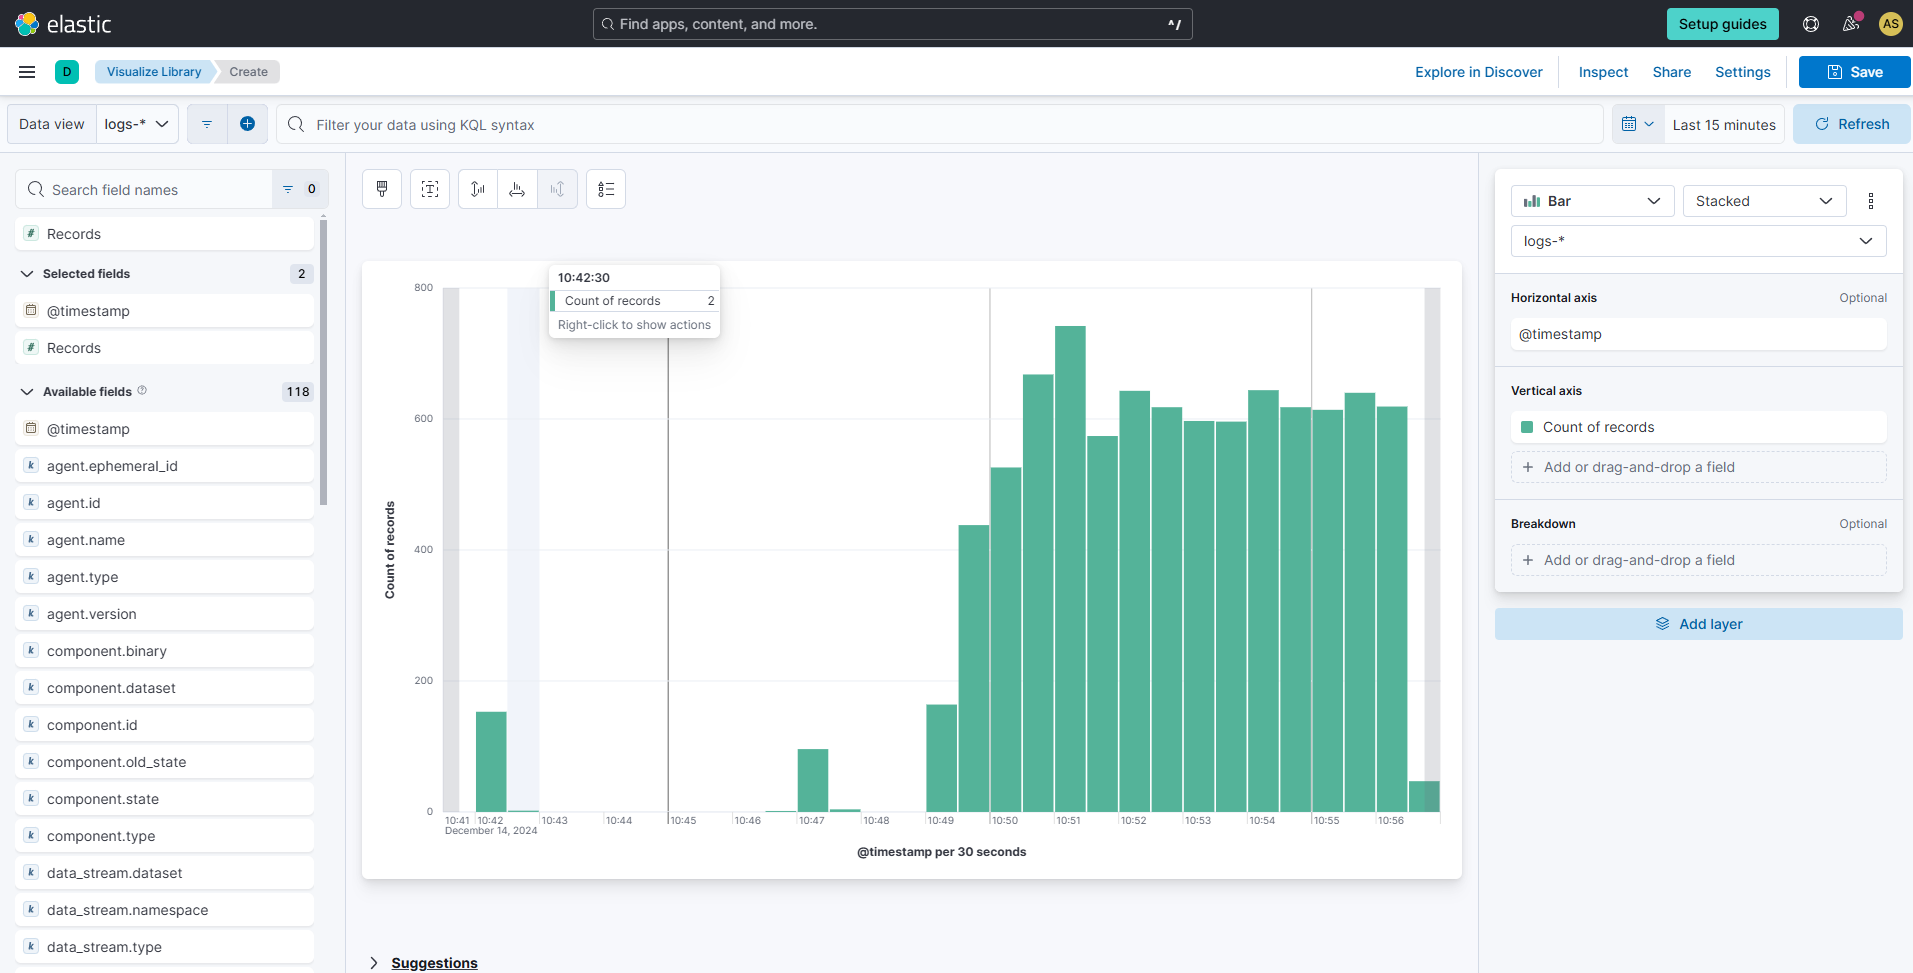 elastic
Find apps, content, and more.
^/
Setup guides
AS
D
Visualize Library
Create
Explore in Discover
Inspect
Share
Settings
Save
Data view
logs-*
Filter your data using KQL syntax
Last 15 minutes
Refresh
Search field names
0
# Records
Selected fields
2
@timestamp
# Records
Available fields
118
@timestamp
k agent.ephemeral_id
k agent.id
k agent.name
k agent.type
k agent.version
k component.binary
k component.dataset
k component.id
k component.old_state
k component.state
k component.type
k data_stream.dataset
k data_stream.namespace
k data_stream.type
10:42:30
Count of records 2
Right-click to show actions
800
600
400
200
0
Count of records
10:41 10:42 10:43 10:44 10:45 10:46 10:47 10:48 10:49 10:50 10:51 10:52 10:53 10:54 10:55 10:56
December 14, 2024
@timestamp per 30 seconds
Suggestions
Bar
Stacked
logs-*
Horizontal axis
Optional
@timestamp
Vertical axis
Count of records
+ Add or drag-and-drop a field
Breakdown
Optional
+ Add or drag-and-drop a field
Add layer